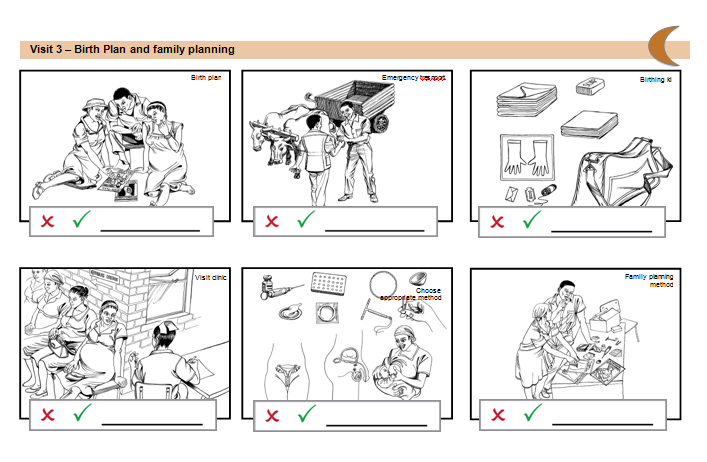 Visit 3 – Birth Plan and family planning
Birth plan
Emergency transport
Birthing ki
Visit clinic
Choose
appropriate method
Family planning
method